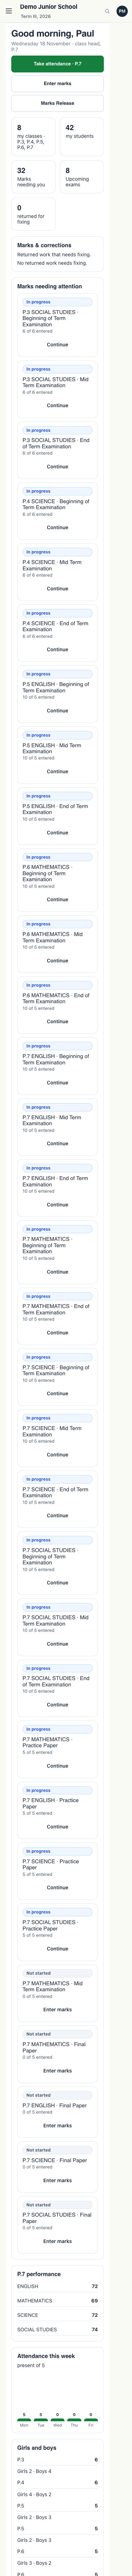 Demo Junior School
Term III, 2026
PM
Good morning, Paul
Wednesday 18 November · class head,
P.7
Take attendance · P.7
Enter marks
Marks Release
8
my classes ·
P.3, P.4, P.5,
P.6, P.7
42
my students
32
Marks
needing you
8
Upcoming
exams
0
returned for
fixing
Marks & corrections
Returned work that needs fixing.
No returned work needs fixing.
Marks needing attention
In progress
P.3 SOCIAL STUDIES ·
Beginning of Term
Examination
6 of 6 entered
Continue
In progress
P.3 SOCIAL STUDIES · Mid
Term Examination
6 of 6 entered
Continue
In progress
P.3 SOCIAL STUDIES · End
of Term Examination
6 of 6 entered
Continue
In progress
P.4 SCIENCE · Beginning of
Term Examination
6 of 6 entered
Continue
In progress
P.4 SCIENCE · Mid Term
Examination
6 of 6 entered
Continue
In progress
P.4 SCIENCE · End of Term
Examination
6 of 6 entered
Continue
In progress
P.5 ENGLISH · Beginning of
Term Examination
10 of 5 entered
Continue
In progress
P.5 ENGLISH · Mid Term
Examination
10 of 5 entered
Continue
In progress
P.5 ENGLISH · End of Term
Examination
10 of 5 entered
Continue
In progress
P.6 MATHEMATICS ·
Beginning of Term
Examination
10 of 5 entered
Continue
In progress
P.6 MATHEMATICS · Mid
Term Examination
10 of 5 entered
Continue
In progress
P.6 MATHEMATICS · End of
Term Examination
10 of 5 entered
Continue
In progress
P.7 ENGLISH · Beginning of
Term Examination
10 of 5 entered
Continue
In progress
P.7 ENGLISH · Mid Term
Examination
10 of 5 entered
Continue
In progress
P.7 ENGLISH · End of Term
Examination
10 of 5 entered
Continue
In progress
P.7 MATHEMATICS ·
Beginning of Term
Examination
10 of 5 entered
Continue
In progress
P.7 MATHEMATICS · End of
Term Examination
10 of 5 entered
Continue
In progress
P.7 SCIENCE · Beginning of
Term Examination
10 of 5 entered
Continue
In progress
P.7 SCIENCE · Mid Term
Examination
10 of 5 entered
Continue
In progress
P.7 SCIENCE · End of Term
Examination
10 of 5 entered
Continue
In progress
P.7 SOCIAL STUDIES ·
Beginning of Term
Examination
10 of 5 entered
Continue
In progress
P.7 SOCIAL STUDIES · Mid
Term Examination
10 of 5 entered
Continue
In progress
P.7 SOCIAL STUDIES · End
of Term Examination
10 of 5 entered
Continue
In progress
P.7 MATHEMATICS ·
Practice Paper
5 of 5 entered
Continue
In progress
P.7 ENGLISH · Practice
Paper
5 of 5 entered
Continue
In progress
P.7 SCIENCE · Practice
Paper
5 of 5 entered
Continue
In progress
P.7 SOCIAL STUDIES ·
Practice Paper
5 of 5 entered
Continue
Not started
P.7 MATHEMATICS · Mid
Term Examination
0 of 5 entered
Enter marks
Not started
P.7 MATHEMATICS · Final
Paper
0 of 5 entered
Enter marks
Not started
P.7 ENGLISH · Final Paper
0 of 5 entered
Enter marks
Not started
P.7 SCIENCE · Final Paper
0 of 5 entered
Enter marks
Not started
P.7 SOCIAL STUDIES · Final
Paper
0 of 5 entered
Enter marks
P.7 performance
ENGLISH 72
MATHEMATICS 69
SCIENCE 72
SOCIAL STUDIES 74
Attendance this week
present of 5
5 5 0 0 0
Mon Tue Wed Thu Fri
Girls and boys
P.3 6
Girls 2 · Boys 4
P.4 6
Girls 4 · Boys 2
P.5 5
Girls 2 · Boys 3
P.5 5
Girls 2 · Boys 3
P.6 5
Girls 3 · Boys 2
P.6 5